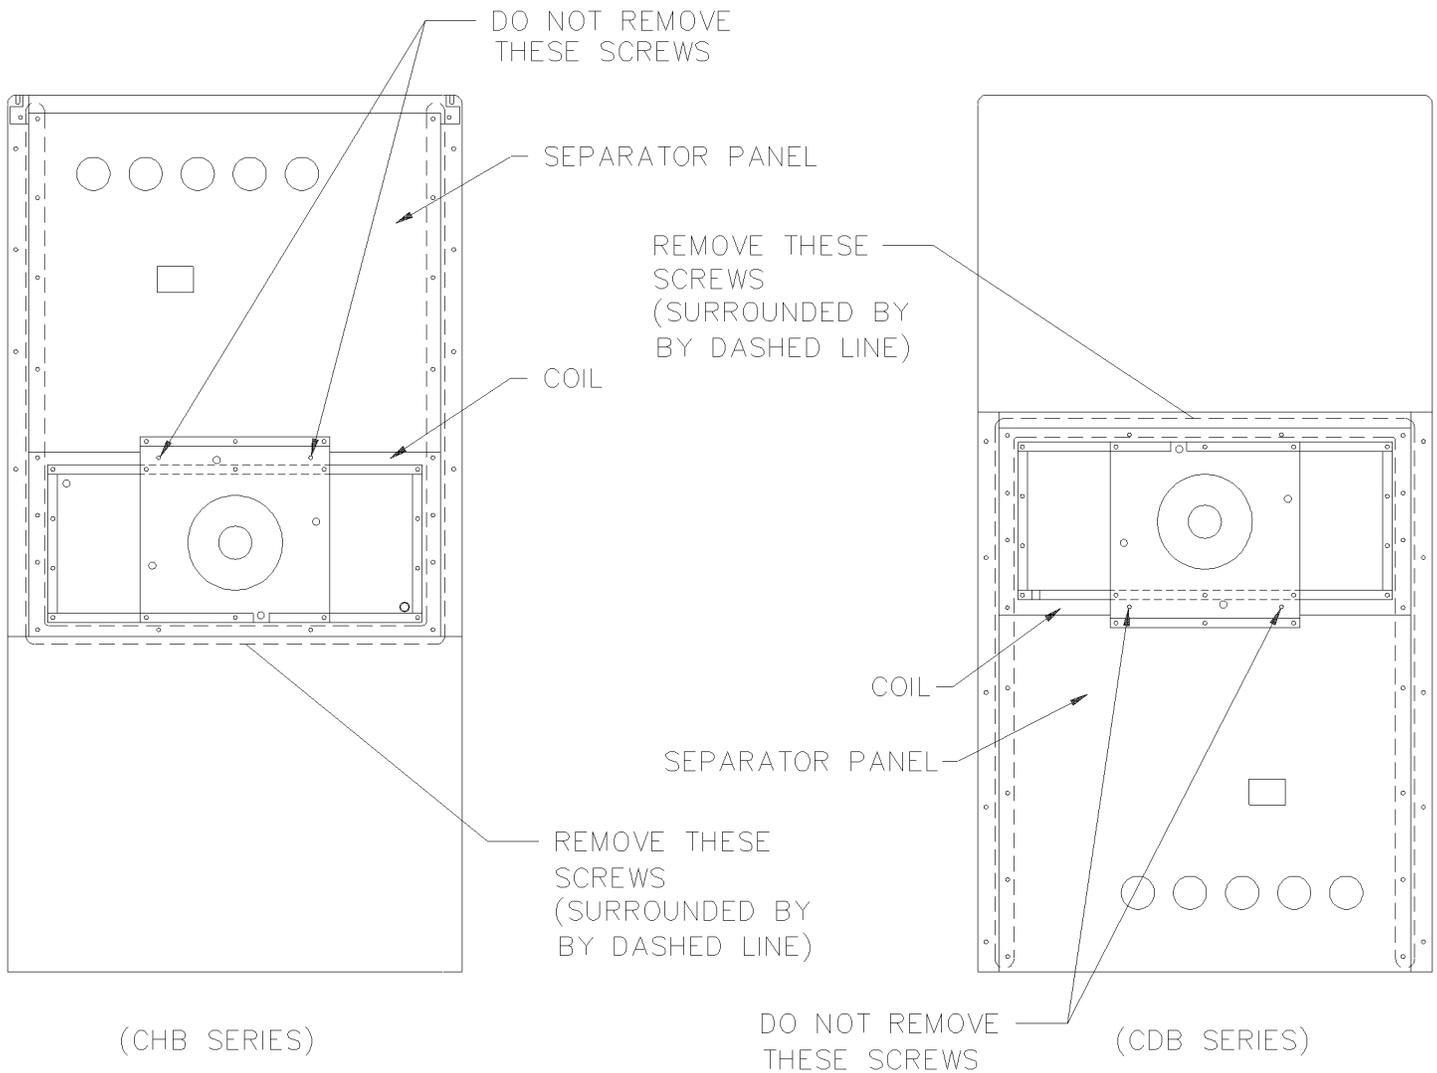 DO NOT REMOVE
THESE SCREWS
SEPARATOR PANEL
COIL
REMOVE THESE
SCREWS
(SURROUNDED BY
BY DASHED LINE)
(CHB SERIES)
REMOVE THESE
SCREWS
(SURROUNDED BY
BY DASHED LINE)
COIL
SEPARATOR PANEL
DO NOT REMOVE
THESE SCREWS
(CDB SERIES)